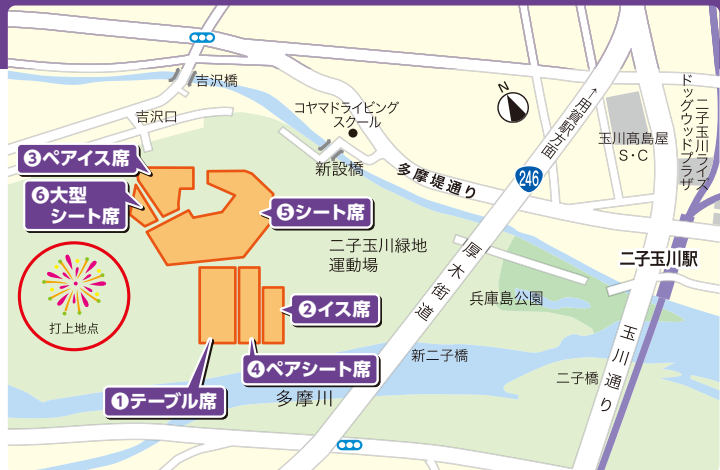 吉沢橋
吉沢口
コヤマドライビング
スクール
新設橋
多摩堤通り
N
↑用賀駅方面
246
玉川髙島屋
S・C
二子玉川ライズ
ドッグウッドプラザ
二子玉川駅
❸ペアイス席
❻大型
シート席
❺シート席
二子玉川緑地
運動場
打上地点
❷イス席
❹ペアシート席
❶テーブル席
厚木街道
兵庫島公園
新二子橋
二子橋
玉川通り
多摩川